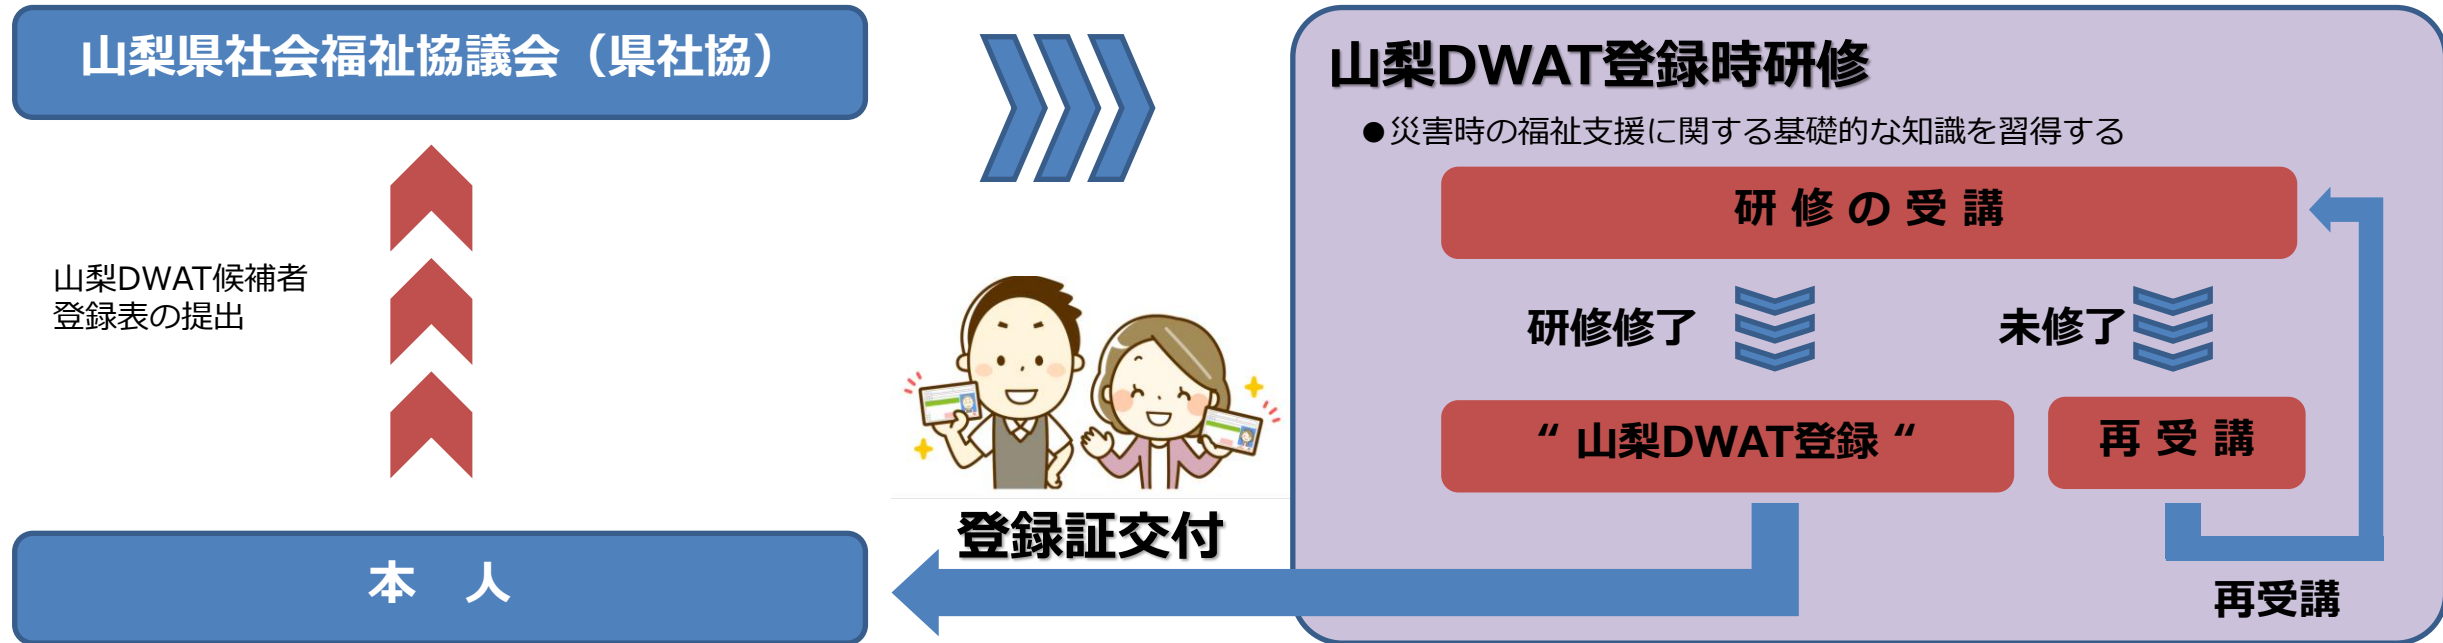 山梨県社会福祉協議会（県社協）
山梨DWAT候補者
登録表の提出
本　人
登録証交付
山梨DWAT登録時研修
●災害時の福祉支援に関する基礎的な知識を習得する
研 修 の 受 講
研修修了
未修了
“ 山梨DWAT登録 “
再 受 講
再受講